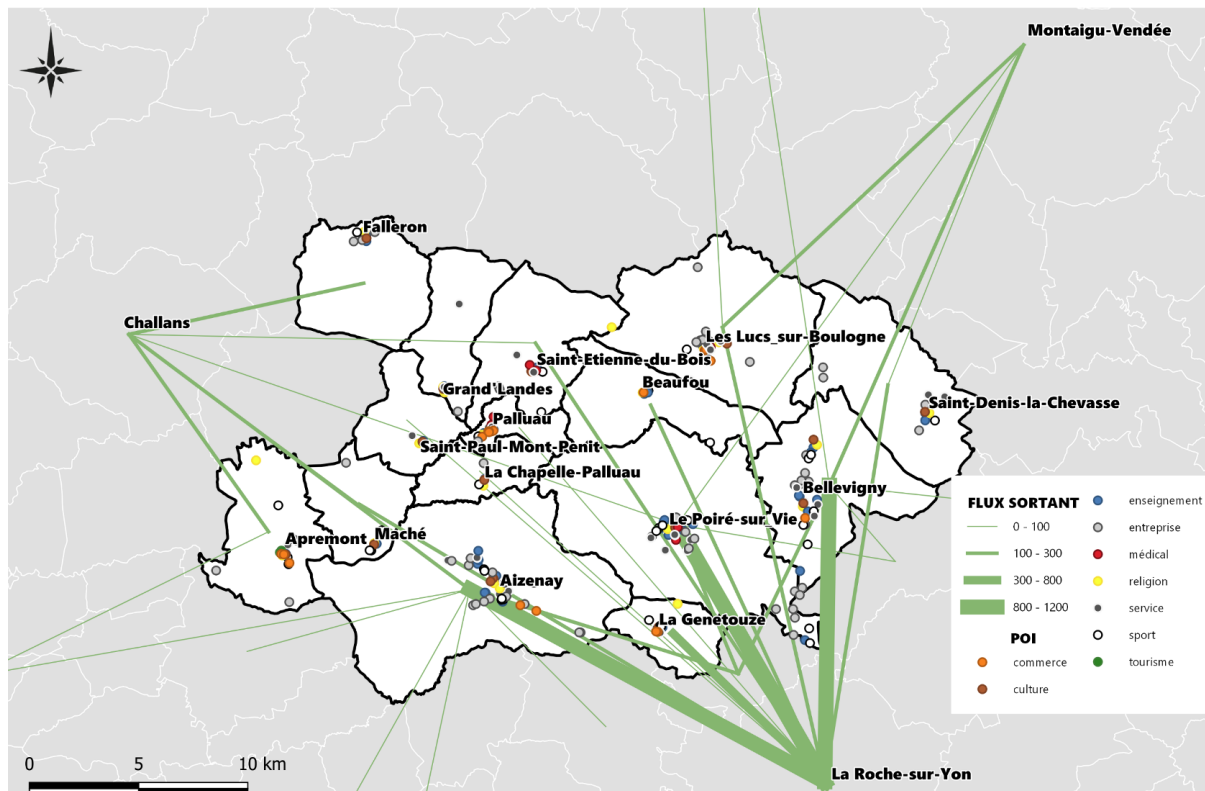 Montaigu-Vendée
Falleron
Challans
Les Lucs_sur-Boulogne
Saint-Etienne-du-Bois
Beaufou
Grand'Landes
Saint-Denis-la-Chevasse
Palluau
Saint-Paul-Mont-Penit
La Chapelle-Palluau
Bellevigny
Le Poiré-sur Vie
Apremont
Maché
Aizenay
La Genetouze
La Roche-sur-Yon
FLUX SORTANT
0 - 100
100 - 300
300 - 800
800 - 1200
POI
commerce
culture
enseignement
entreprise
médical
religion
service
sport
tourisme
0 5 10 km